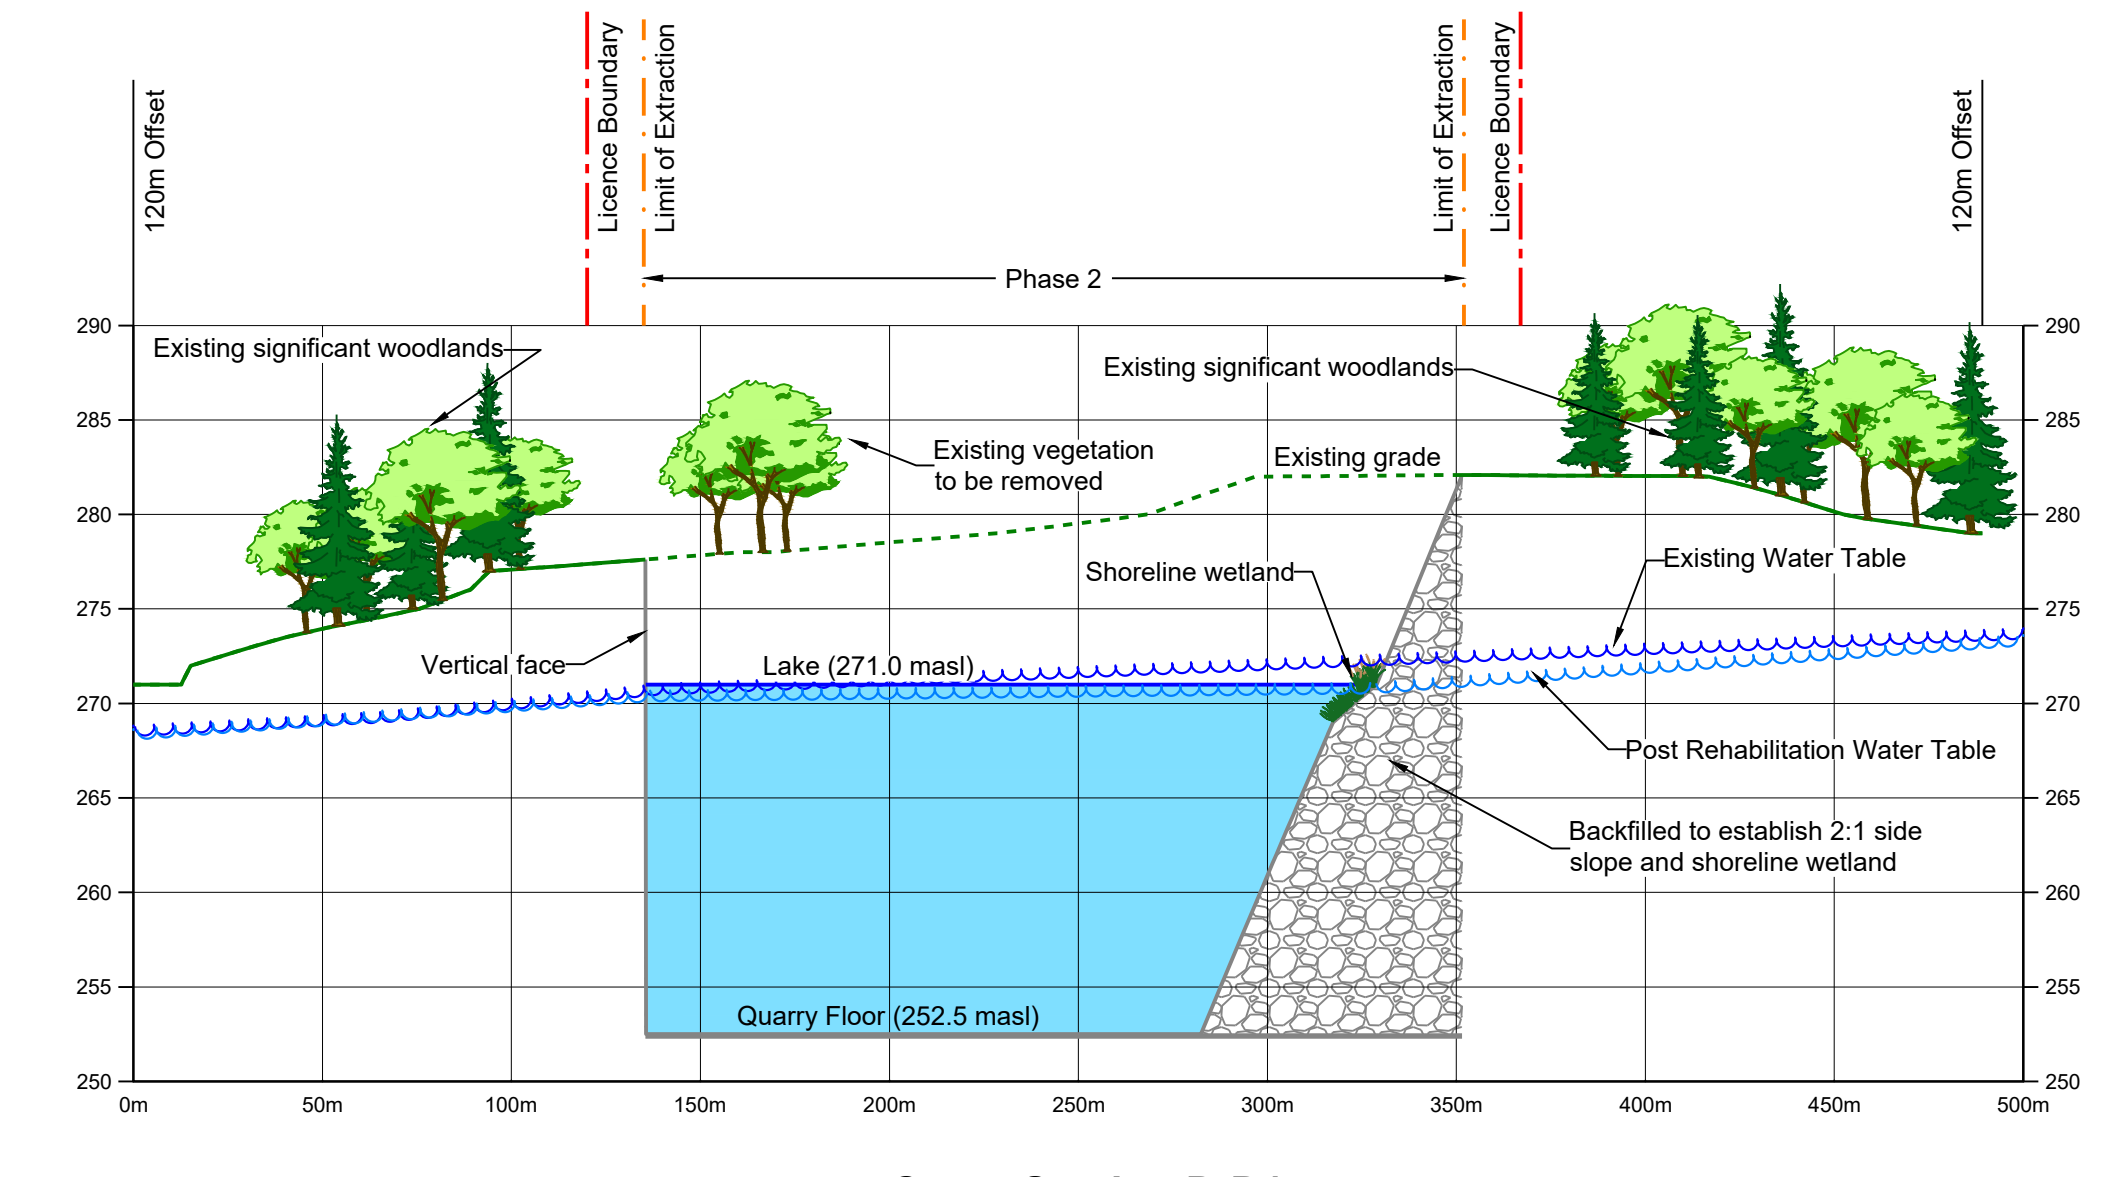 120m Offset
Licence Boundary
Limit of Extraction
Limit of Extraction
Licence Boundary
120m Offset
Phase 2
290
290
Existing significant woodlands
Existing significant woodlands
285
285
Existing vegetation
to be removed
Existing grade
280
280
Existing Water Table
Shoreline wetland
275
275
Vertical face
Lake (271.0 masl)
270
270
Post Rehabilitation Water Table
265
265
Backfilled to establish 2:1 side
slope and shoreline wetland
260
260
255
255
Quarry Floor (252.5 masl)
250
250
0m
50m
100m
150m
200m
250m
300m
350m
400m
450m
500m